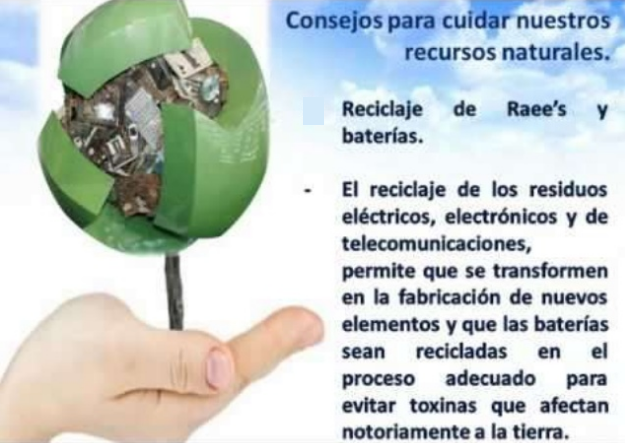 Consejos para cuidar nuestros
recursos naturales.
Reciclaje de Raee's y
baterías.
- El reciclaje de los residuos
eléctricos, electrónicos y de
telecomunicaciones,
permite que se transformen
en la fabricación de nuevos
elementos y que las baterías
sean recicladas en el
proceso adecuado para
evitar toxinas que afectan
notoriamente a la tierra.